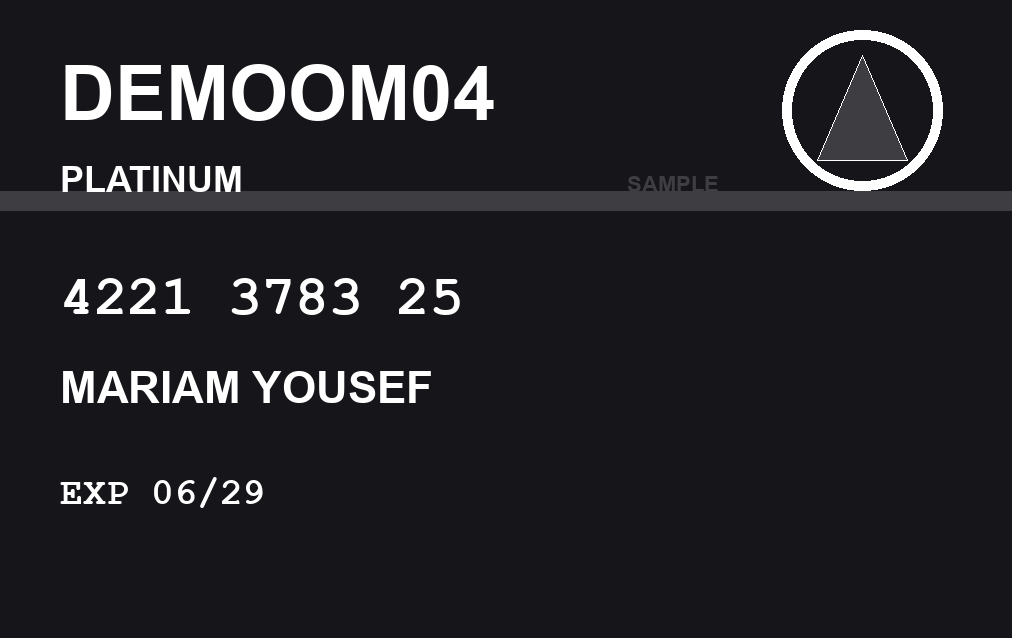 DEMOOM04
PLATINUM
SAMPLE
4221 3783 25
MARIAM YOUSEF
EXP 06/29